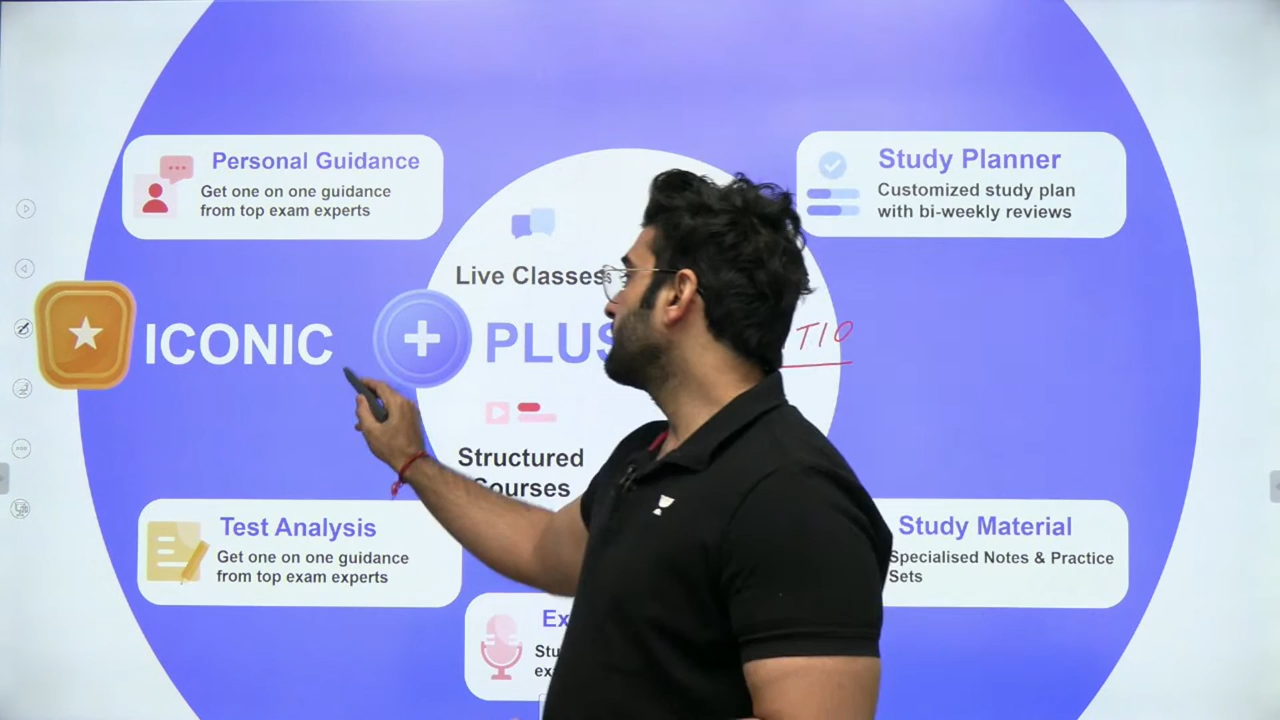 Personal Guidance
Get one on one guidance
from top exam experts
Study Planner
Customized study plan
with bi-weekly reviews
Live Classes
ICONIC
PLUS
TIO
Structured
Courses
Test Analysis
Get one on one guidance
from top exam experts
Study Material
Specialised Notes & Practice
Sets